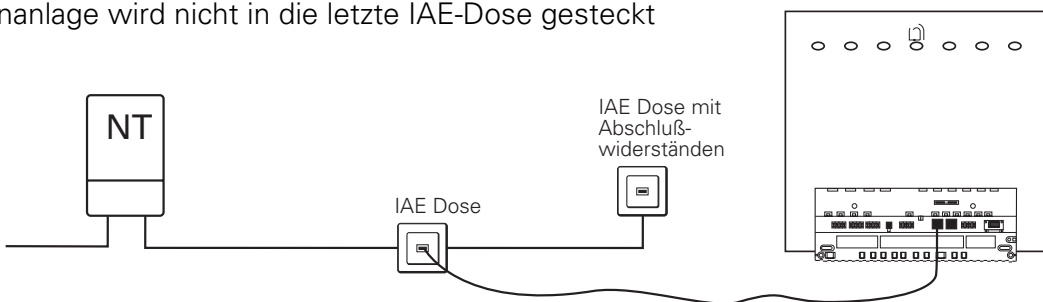 nanlage wird nicht in die letzte IAE-Dose gesteckt
NT
IAE Dose mit
Abschluß-
widerständen
IAE Dose